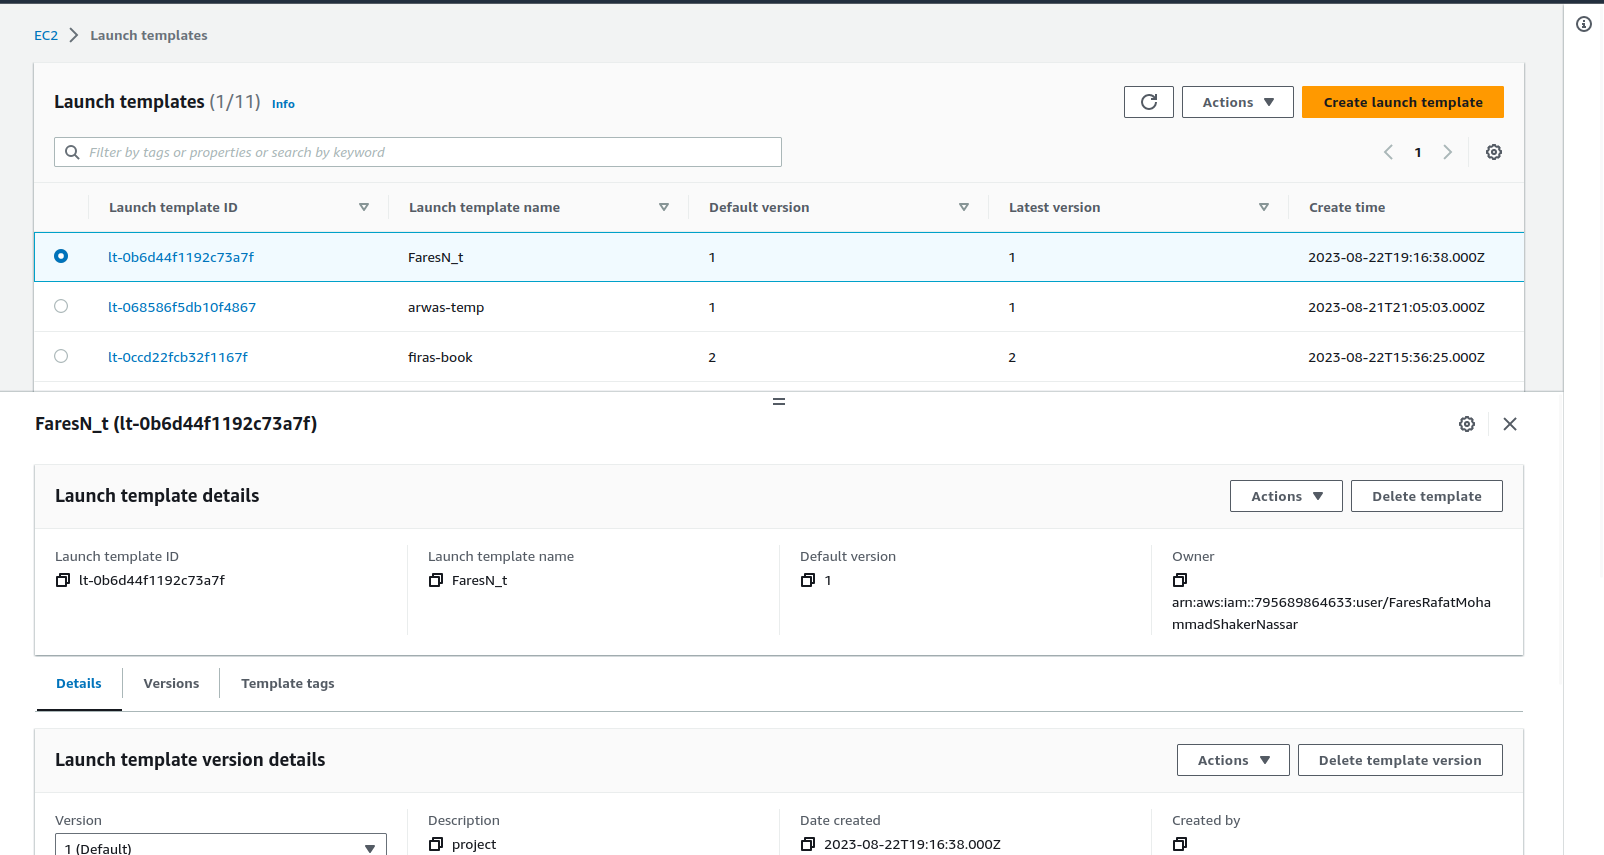 EC2 > Launch templates
Launch templates (1/11) Info
Actions
Create launch template
Filter by tags or properties or search by keyword
1
Launch template ID Launch template name Default version Latest version Create time
lt-0b6d44f1192c73a7f FaresN_t 1 1 2023-08-22T19:16:38.000Z
lt-068586f5db10f4867 arwas-temp 1 1 2023-08-21T21:05:03.000Z
lt-0ccd22fcb32f1167f firas-book 2 2 2023-08-22T15:36:25.000Z
FaresN_t (lt-0b6d44f1192c73a7f)
Launch template details
Actions
Delete template
Launch template ID
lt-0b6d44f1192c73a7f
Launch template name
FaresN_t
Default version
1
Owner
arn:aws:iam::795689864633:user/FaresRafatMoha
mmadShakerNassar
Details Versions Template tags
Launch template version details
Actions
Delete template version
Version
1 (Default)
Description
project
Date created
2023-08-22T19:16:38.000Z
Created by